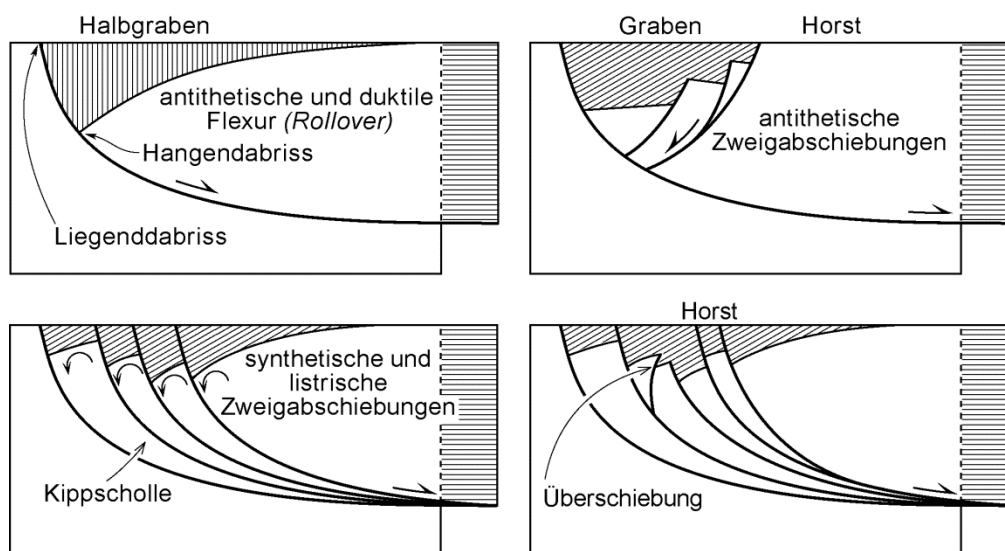 Halbgraben
antithetische und duktile
Flexur (Rollover)
Hangendabriss
Liegenddabriss
Graben
Horst
antithetische
Zweigabschiebungen
synthetische und
listrische
Zweigabschiebungen
Kippscholle
Horst
Überschiebung